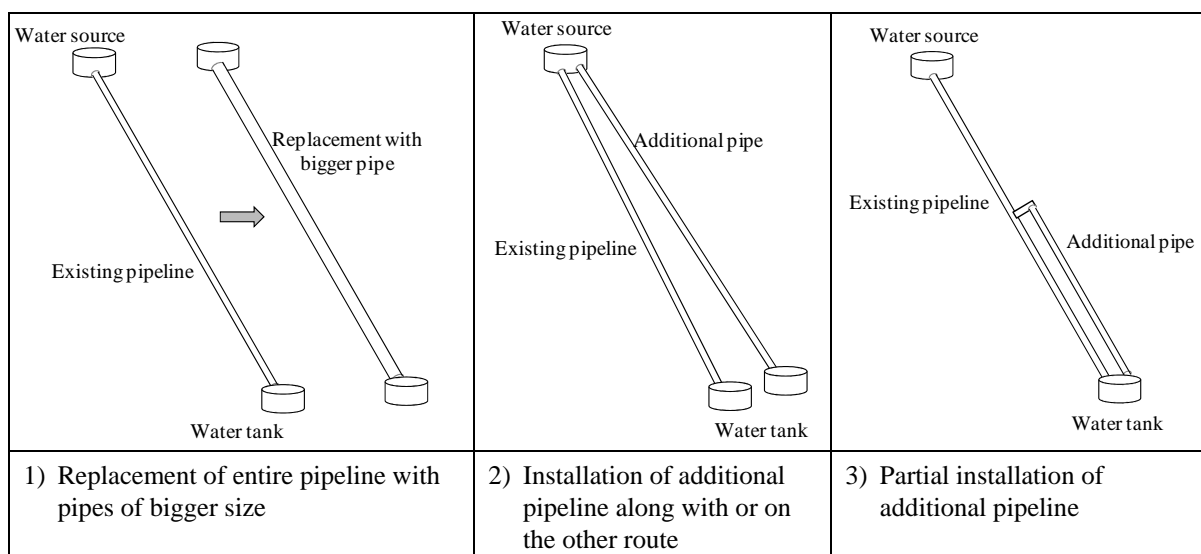 Water source
Replacement with
bigger pipe
Existing pipeline
Water tank
Water source
Additional pipe
Existing pipeline
Water tank
Water source
Existing pipeline
Additional pipe
Water tank
1) Replacement of entire pipeline with
pipes of bigger size
2) Installation of additional
pipeline along with or on
the other route
3) Partial installation of
additional pipeline